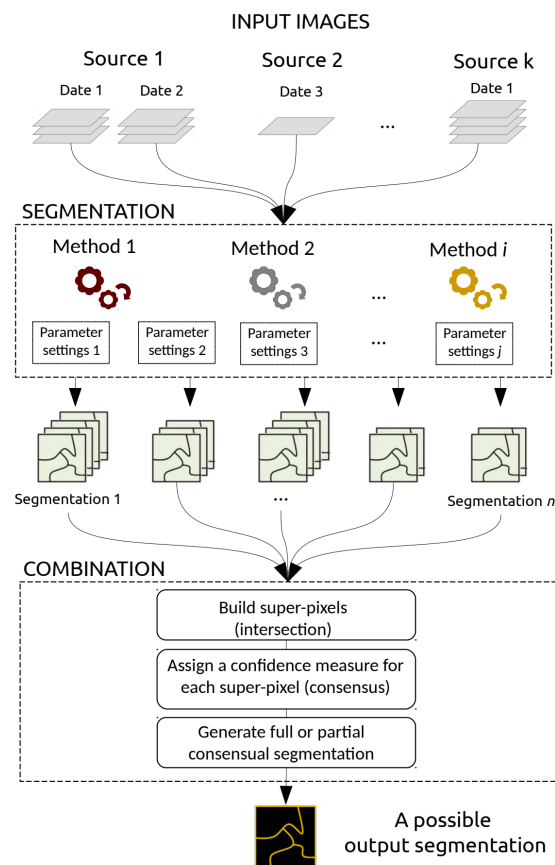 INPUT IMAGES
Source 1
Source 2
Source k
Date 1
Date 2
Date 3
...
Date 1
SEGMENTATION
Method 1
Method 2
...
Method i
Parameter
settings 1
Parameter
settings 2
Parameter
settings 3
...
Parameter
settings j
Segmentation 1
...
Segmentation n
COMBINATION
Build super-pixels
(intersection)
Assign a confidence measure for
each super-pixel (consensus)
Generate full or partial
consensual segmentation
A possible
output segmentation